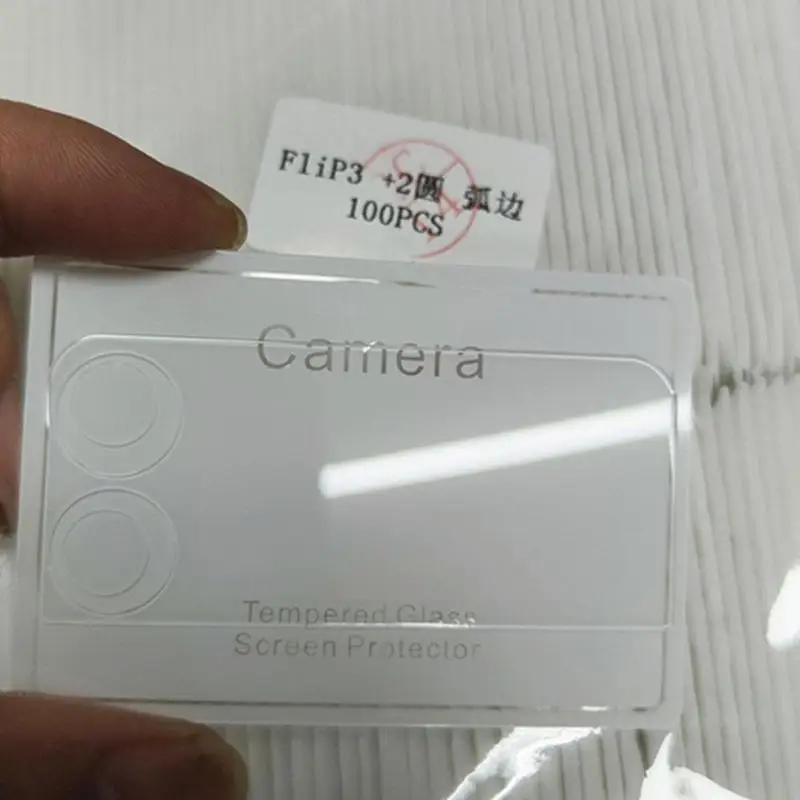 FliP3 +2圆 弧边
100PCS
Camera
Tempered Glass
Screen Protector